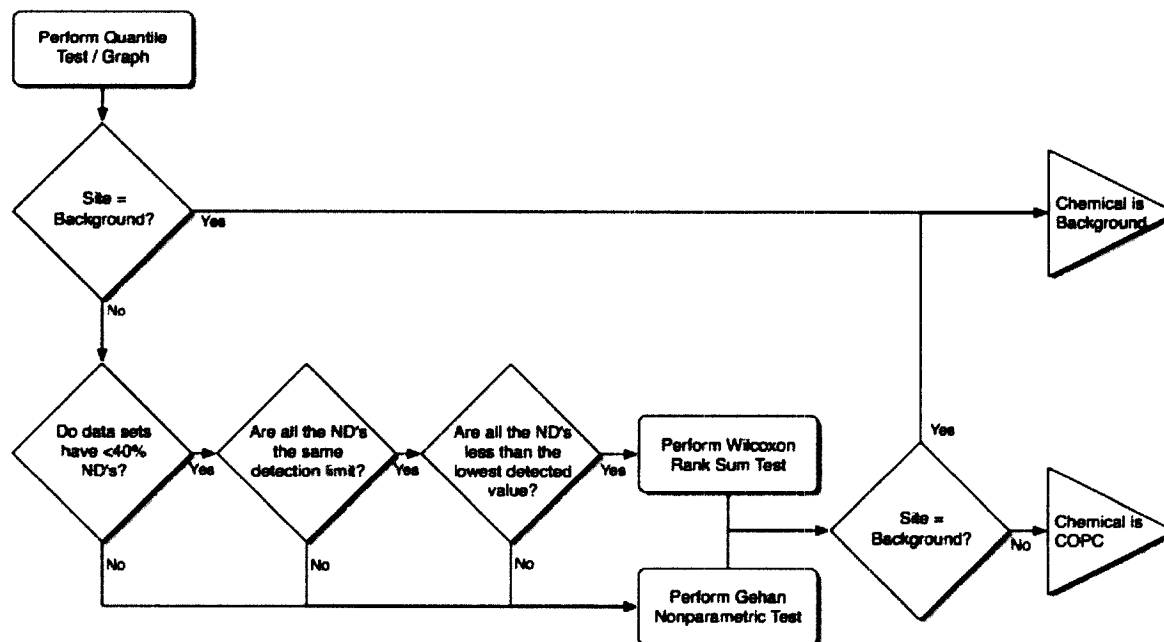 Perform Quantile
Test / Graph
Site =
Background?
Yes
No
Chemical is
Background
Do data sets
have <40%
ND's?
Yes
No
Are all the ND's
the same
detection limit?
Yes
No
Are all the ND's
less than the
lowest detected
value?
Yes
No
Perform Wilcoxon
Rank Sum Test
Perform Gehan
Nonparametric Test
Site =
Background?
Yes
No
Chemical is
COPC